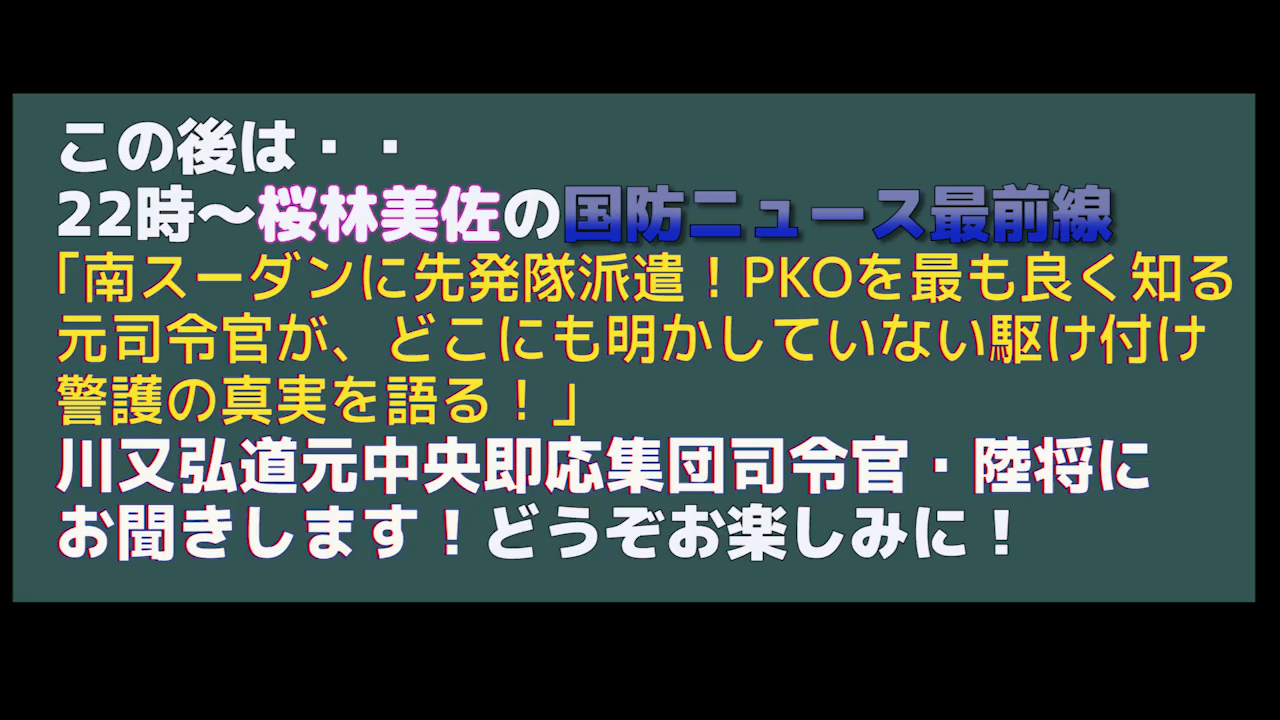 この後は・・
22時～桜林美佐の国防ニュース最前線
「南スーダンに先発隊派遣！PKOを最も良く知る
元司令官が、どこにも明かしていない駆け付け
警護の真実を語る！」
川又弘道元中央即応集団司令官・陸将に
お聞きします！どうぞお楽しみに！